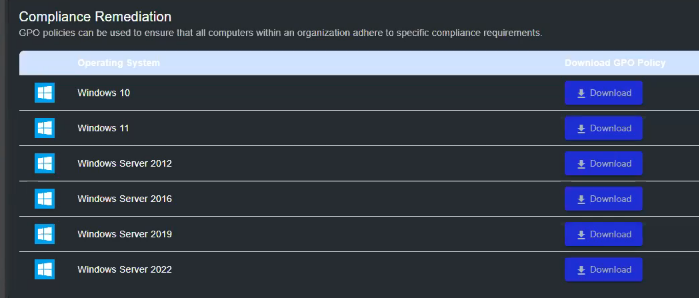 Compliance Remediation
GPO policies can be used to ensure that all computers within an organization adhere to specific compliance requirements.
Operating System Download GPO Policy
Windows 10 Download
Windows 11 Download
Windows Server 2012 Download
Windows Server 2016 Download
Windows Server 2019 Download
Windows Server 2022 Download